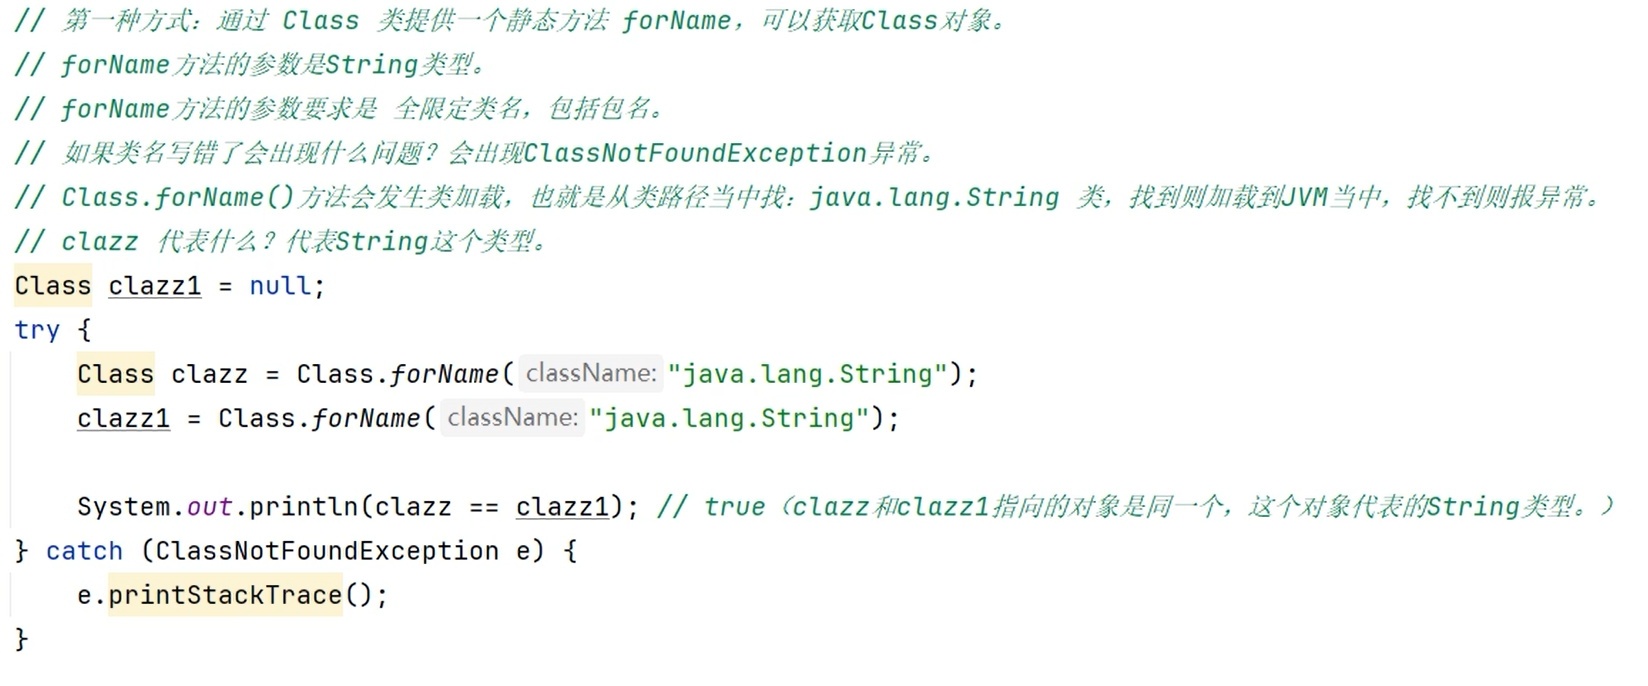 // 第一种方式：通过 Class 类提供一个静态方法 forName，可以获取Class对象。
// forName方法的参数是String类型。
// forName方法的参数要求是 全限定类名，包括包名。
// 如果类名写错了会出现什么问题？会出现ClassNotFoundException异常。
// Class.forName()方法会发生类加载，也就是从类路径当中找：java.lang.String 类，找到则加载到JVM当中，找不到则报异常。
// clazz 代表什么？代表String这个类型。
Class clazz1 = null;
try {
    Class clazz = Class.forName( className: "java.lang.String");
    clazz1 = Class.forName( className: "java.lang.String");

    System.out.println(clazz == clazz1); // true（clazz和clazz1指向的对象是同一个，这个对象代表的String类型。）
} catch (ClassNotFoundException e) {
    e.printStackTrace();
}